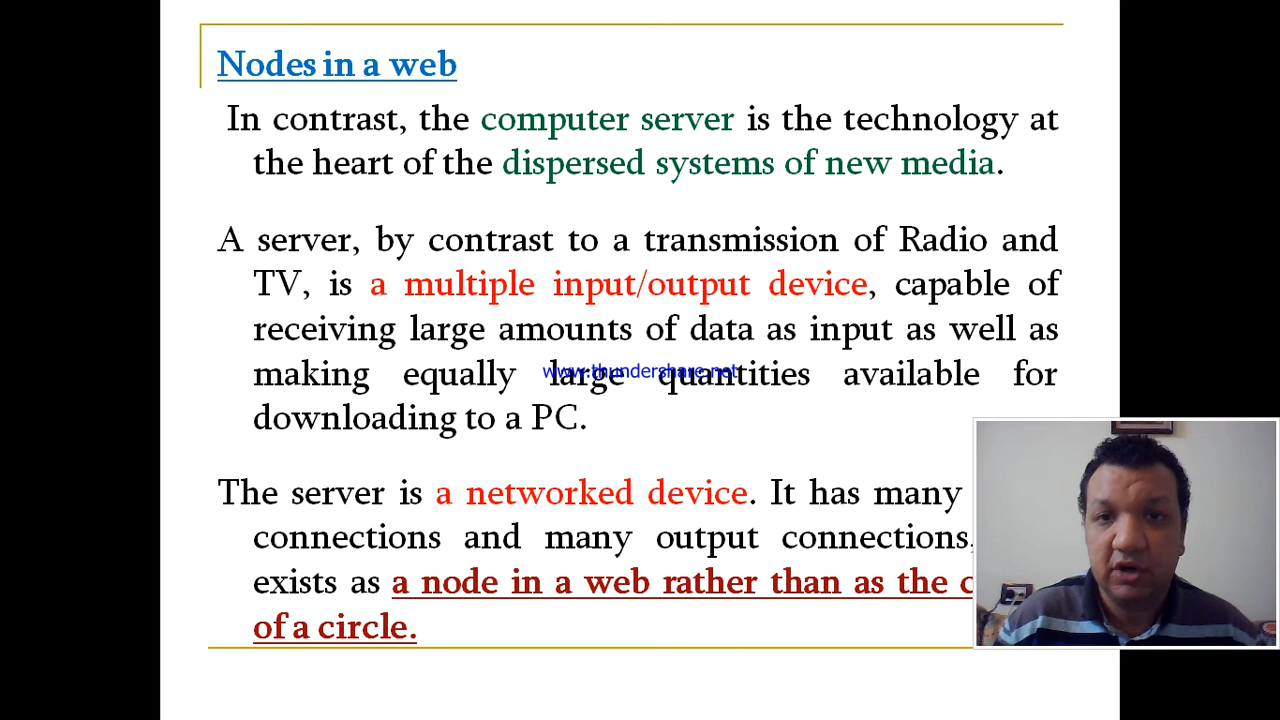 Nodes in a web
In contrast, the computer server is the technology at
the heart of the dispersed systems of new media.
A server, by contrast to a transmission of Radio and
TV, is a multiple input/output device, capable of
receiving large amounts of data as input as well as
making equally large quantities available for
www.thundershare.net
downloading to a PC.
The server is a networked device. It has many
connections and many output connections,
exists as a node in a web rather than as the
of a circle.